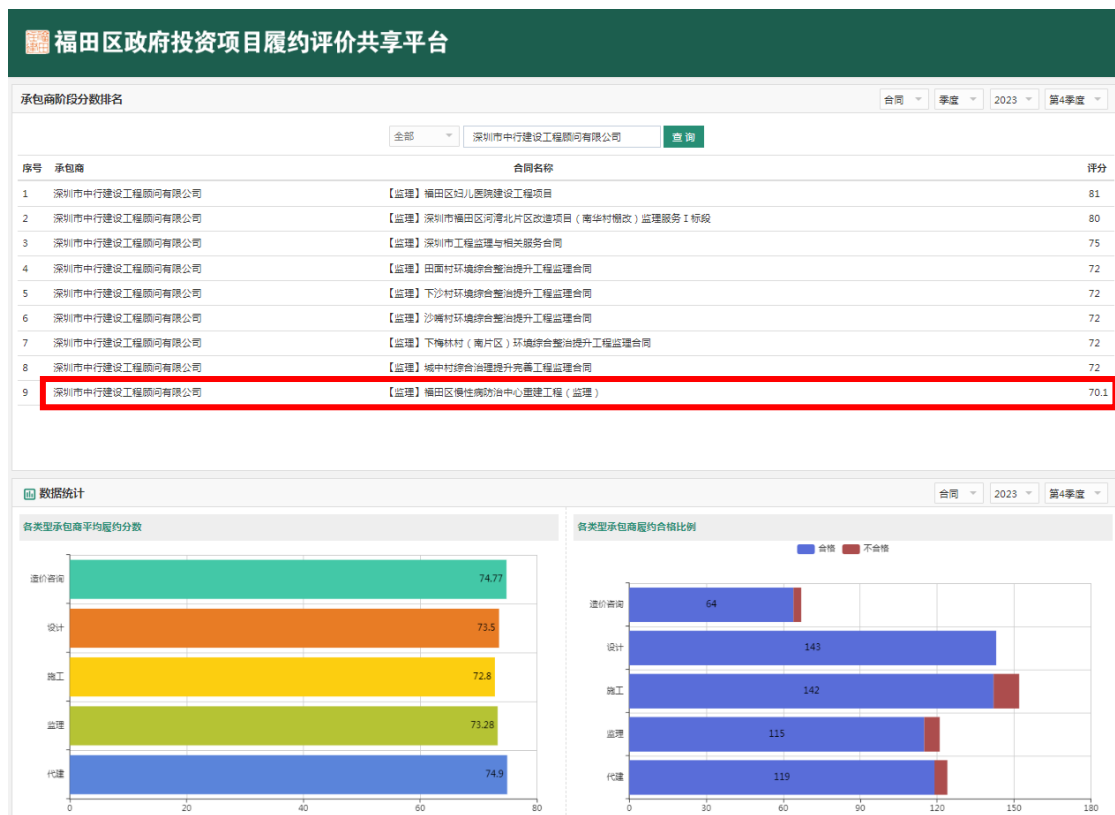 福田区政府投资项目履约评价共享平台
承包商阶段分数排名 合同 季度 2023 第4季度
全部 深圳市中行建设工程顾问有限公司 查询
序号 承包商 合同名称 评分
1 深圳市中行建设工程顾问有限公司 【监理】福田区妇儿医院建设工程项目 81
2 深圳市中行建设工程顾问有限公司 【监理】深圳市福田区河湾北片区改造项目（南华村棚改）监理服务Ⅰ标段 80
3 深圳市中行建设工程顾问有限公司 【监理】深圳市工程监理与相关服务合同 75
4 深圳市中行建设工程顾问有限公司 【监理】田面村环境综合整治提升工程监理合同 72
5 深圳市中行建设工程顾问有限公司 【监理】下沙村环境综合整治提升工程监理合同 72
6 深圳市中行建设工程顾问有限公司 【监理】沙嘴村环境综合整治提升工程监理合同 72
7 深圳市中行建设工程顾问有限公司 【监理】下梅林村（南片区）环境综合整治提升工程监理合同 72
8 深圳市中行建设工程顾问有限公司 【监理】城中村综合治理提升完善工程监理合同 72
9 深圳市中行建设工程顾问有限公司 【监理】福田区慢性病防治中心重建工程（监理） 70.1
数据统计 合同 2023 第4季度
各类型承包商平均履约分数
造价咨询 74.77
设计 73.5
施工 72.8
监理 73.28
代建 74.9
0 20 40 60 80
各类型承包商履约合格比例
合格 不合格
造价咨询 64
设计 143
施工 142
监理 115
代建 119
0 30 60 90 120 150 180